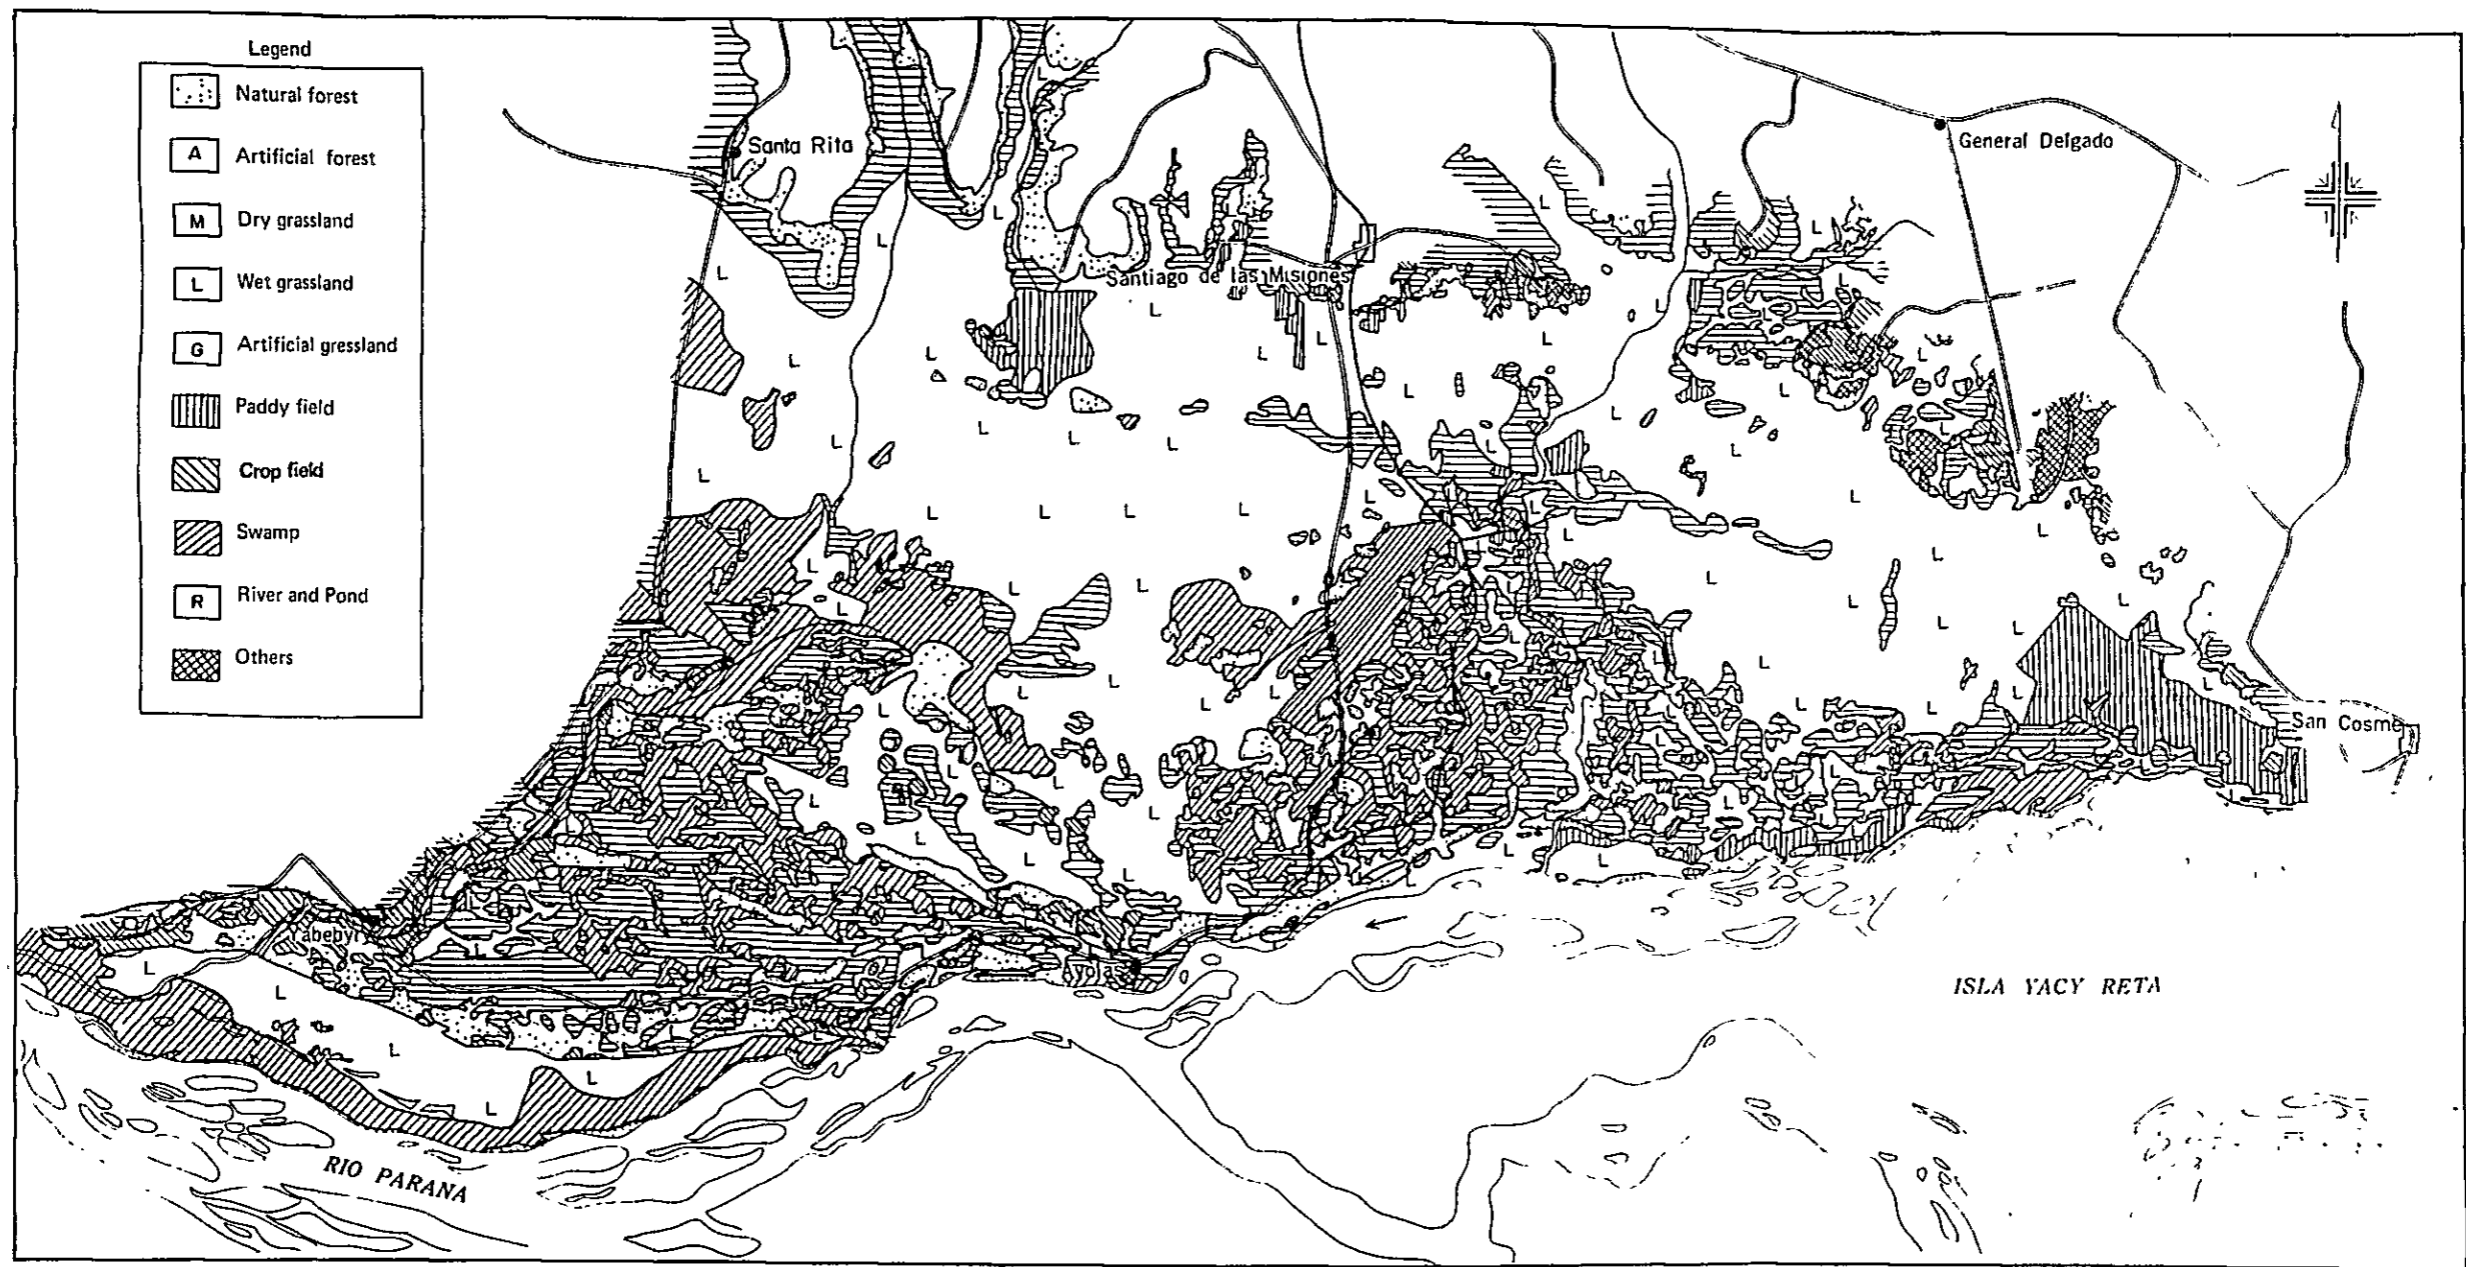 Legend
Natural forest
A Artificial forest
M Dry grassland
L Wet grassland
G Artificial gressland
Paddy field
Crop field
Swamp
R River and Pond
Others
Santa Rita
General Delgado
Santiago de las Misiones
San Cosme
Yabebyry
Ayolas
ISLA YACY RETA
RIO PARANA